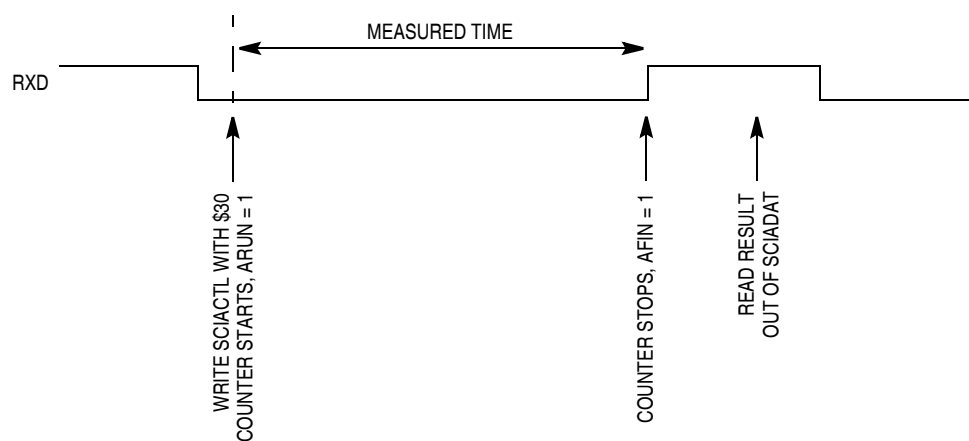 MEASURED TIME
RXD
WRITE SCIACTL WITH $30
COUNTER STARTS, ARUN = 1
COUNTER STOPS, AFIN = 1
READ RESULT
OUT OF SCIADAT